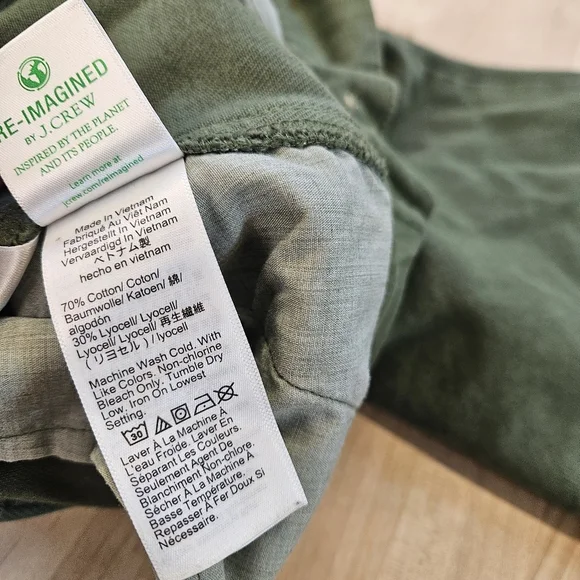 RE-IMAGINED
BY J.CREW
INSPIRED BY THE PLANET
AND ITS PEOPLE.
Learn more at
jcrew.com/reimagined
Made In Vietnam
Fabriqué Au Viêt Nam
Hergestellt In Vietnam
Vervaardigd In Vietnam
ベトナム製
hecho en vietnam
70% Cotton/ Coton/
Baumwolle/ Katoen/ 綿/
algodón
30% Lyocell/ Lyocell/
Lyocell/ Lyocell/ 再生繊維
(リヨセル) / lyocell
Machine Wash Cold. With
Like Colors. Non-chlorine
Bleach Only. Tumble Dry
Low. Iron On Lowest
Setting.
30
Laver À La Machine À
L'eau Froide. Laver En
Séparant Les Couleurs.
Seulement Agent De
Blanchiment Non-chlore.
Sécher À La Machine À
Basse Température.
Repasser À Fer Doux Si
Nécessaire.